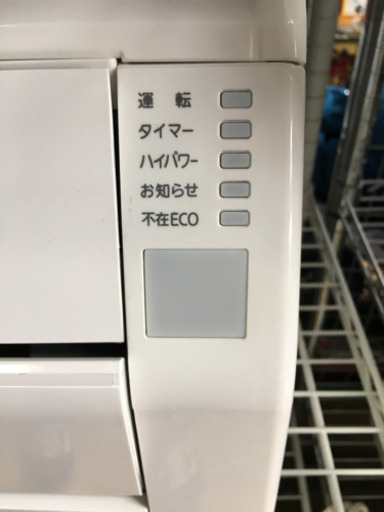 運転
タイマー
ハイパワー
お知らせ
不在ECO